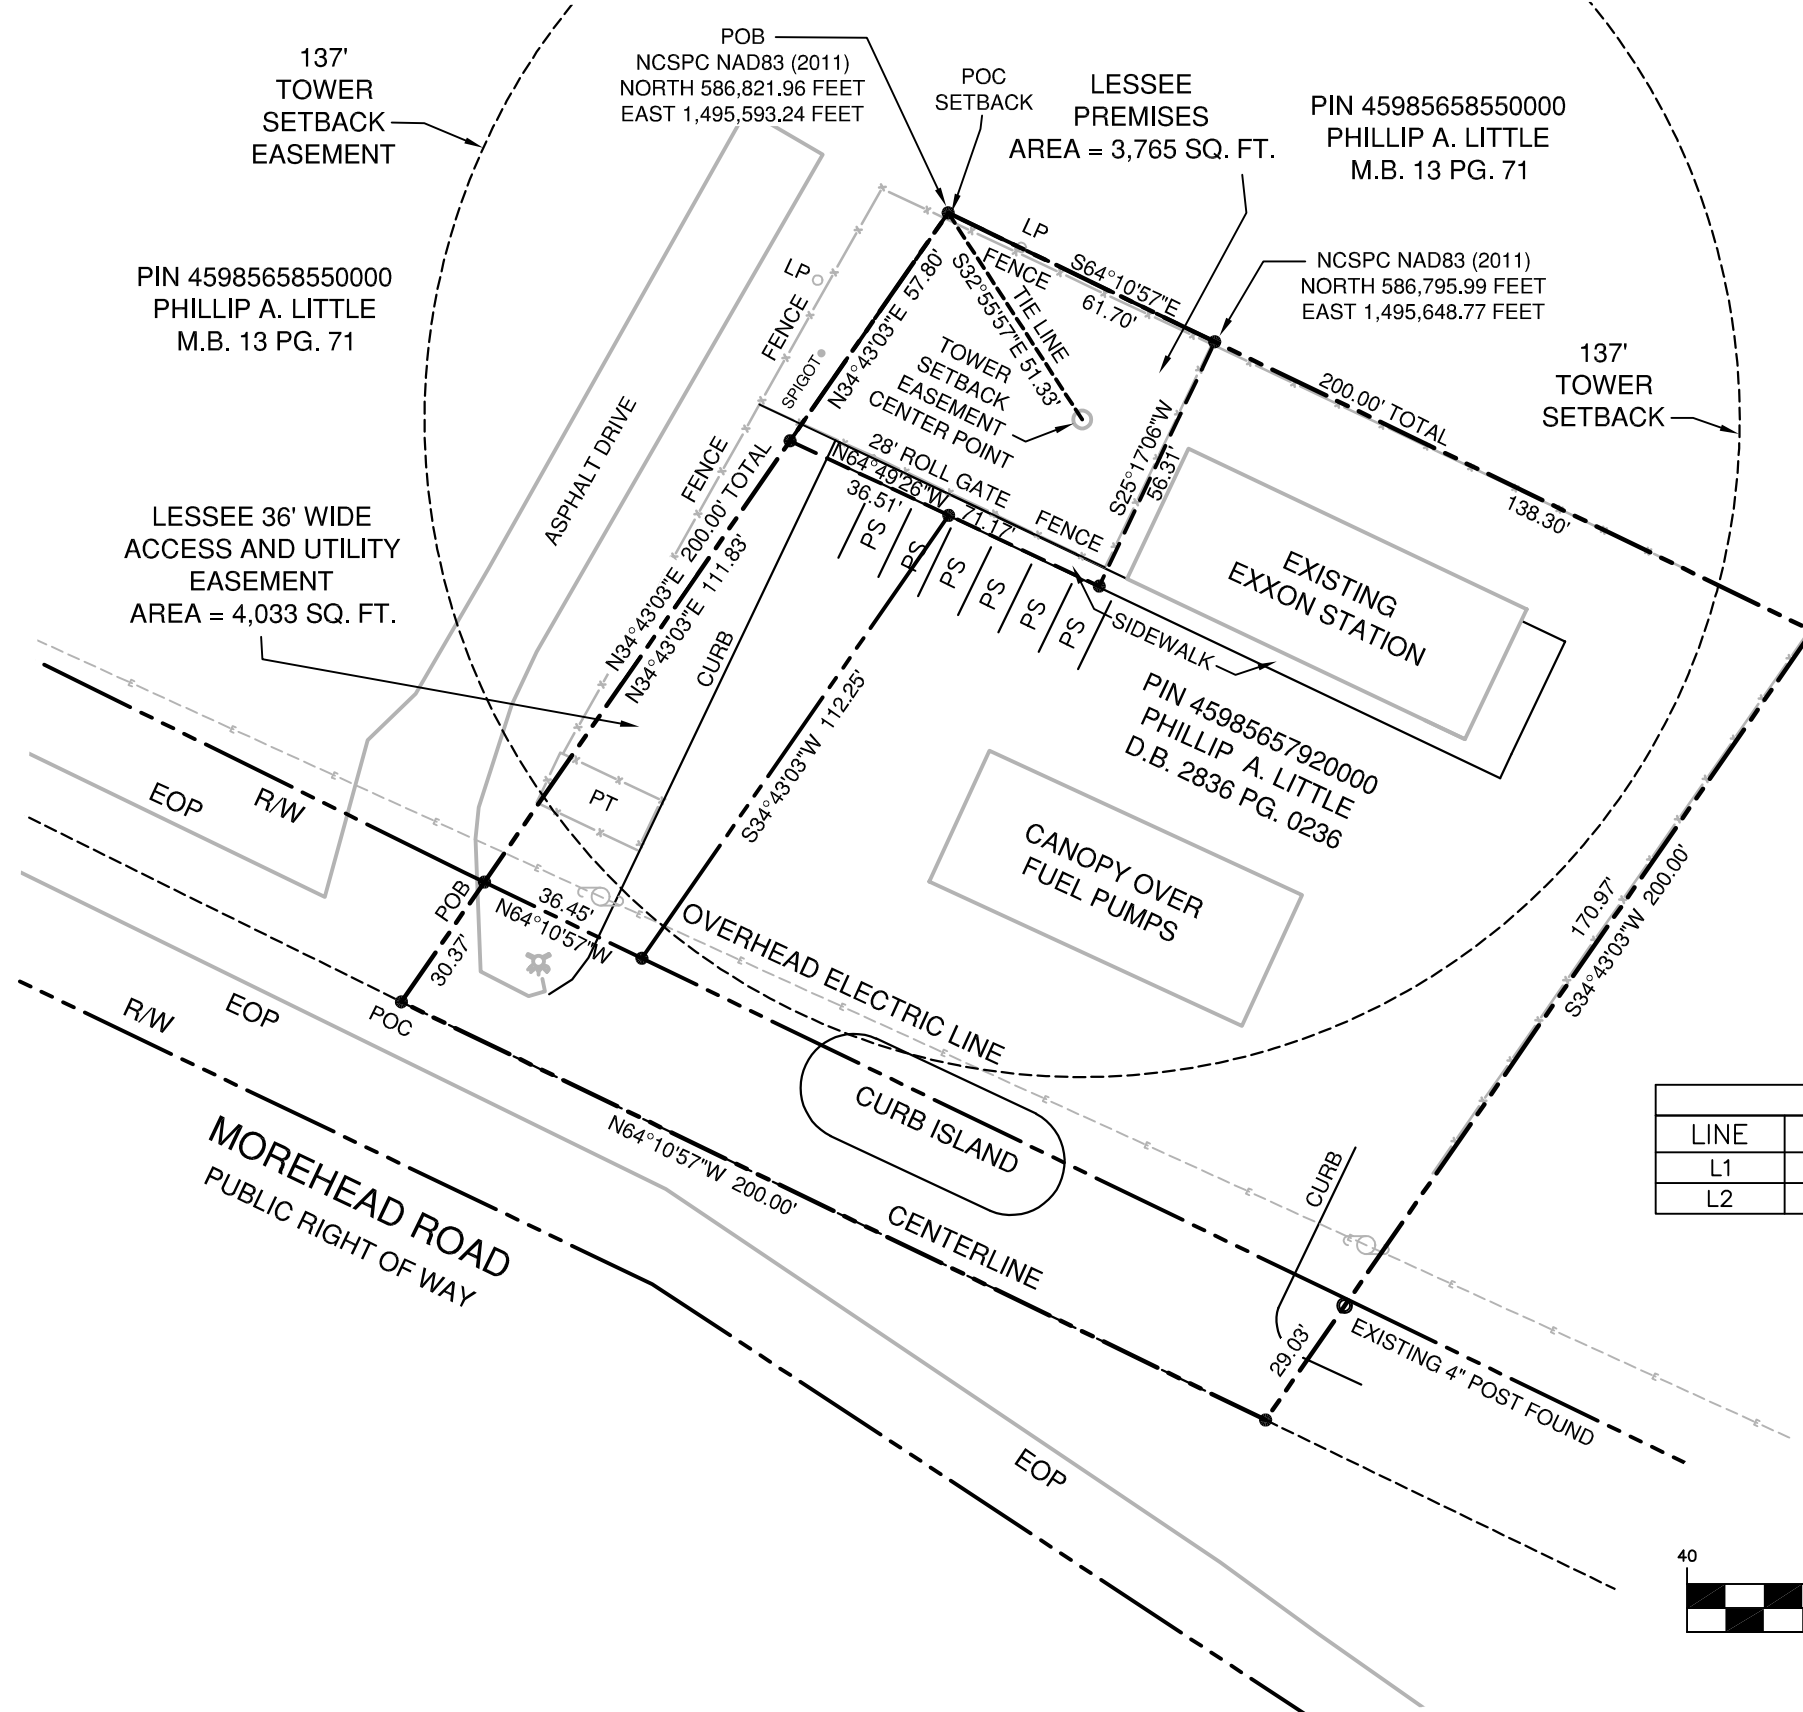 137'
TOWER
SETBACK
EASEMENT
POB
NCSPC NAD83 (2011)
NORTH 586,821.96 FEET
EAST 1,495,593.24 FEET
POC
SETBACK
LESSEE
PREMISES
AREA = 3,765 SQ. FT.
PIN 45985658550000
PHILLIP A. LITTLE
M.B. 13 PG. 71
PIN 45985658550000
PHILLIP A. LITTLE
M.B. 13 PG. 71
NCSPC NAD83 (2011)
NORTH 586,795.99 FEET
EAST 1,495,648.77 FEET
137'
TOWER
SETBACK
LP
FENCE
S64°10'57"E
61.70'
LP
FENCE
SPIGOT
N34°43'03"E 57.80'
TIE LINE
S32°55'57"E 51.33'
TOWER
SETBACK
EASEMENT
CENTER POINT
200.00' TOTAL
138.30'
S25°17'06"W
56.31'
28' ROLL GATE
N64°49'26"W
36.51'
71.17'
FENCE
FENCE
ASPHALT DRIVE
PS
PS
PS
PS
PS
PS
EXISTING
EXXON STATION
SIDEWALK
LESSEE 36' WIDE
ACCESS AND UTILITY
EASEMENT
AREA = 4,033 SQ. FT.
N34°43'03"E 200.00' TOTAL
N34°43'03"E 111.83'
CURB
S34°43'03"W 112.25'
PIN 45985657920000
PHILLIP A. LITTLE
D.B. 2836 PG. 0236
CANOPY OVER
FUEL PUMPS
PT
EOP
R/W
POB
36.45'
N64°10'57"W
30.37'
POC
OVERHEAD ELECTRIC LINE
170.97'
S34°43'03"W 200.00'
R/W
EOP
CURB ISLAND
MOREHEAD ROAD
PUBLIC RIGHT OF WAY
N64°10'57"W 200.00'
CENTERLINE
CURB
29.03'
EXISTING 4" POST FOUND
EOP
LINE
L1
L2
40